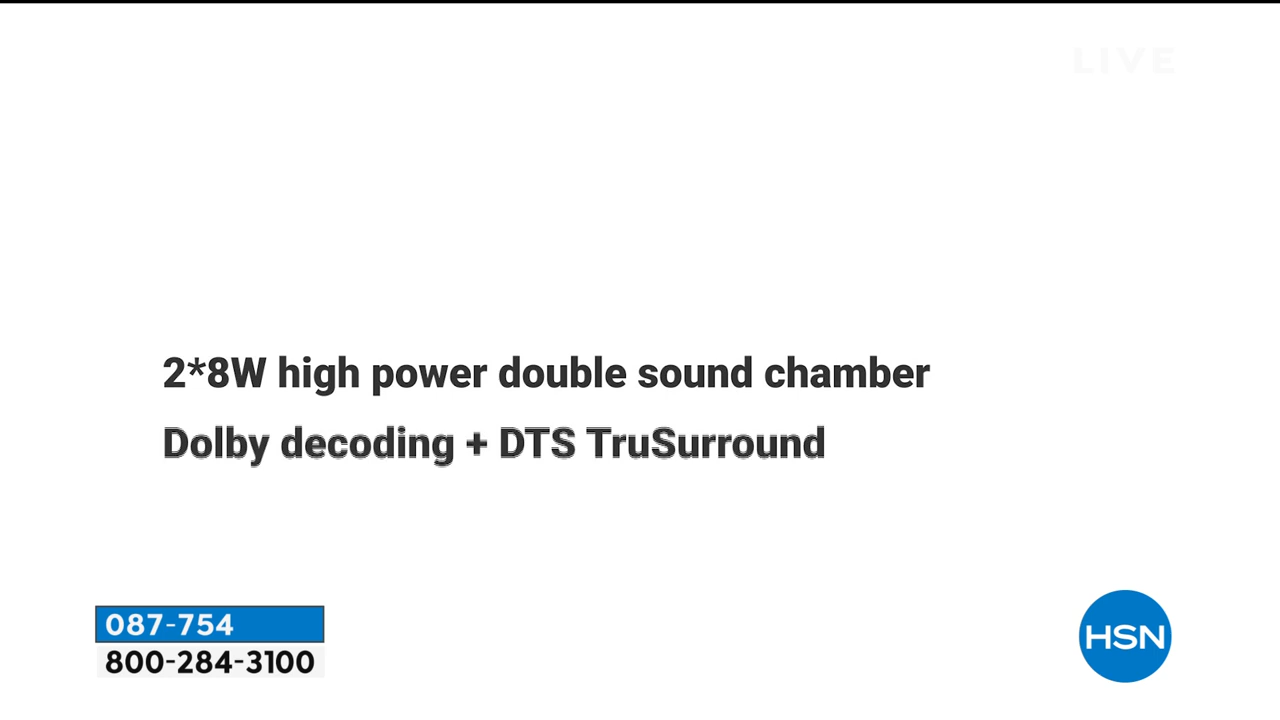 LIVE
2*8W high power double sound chamber
Dolby decoding + DTS TruSurround
087-754
800-284-3100
HSN